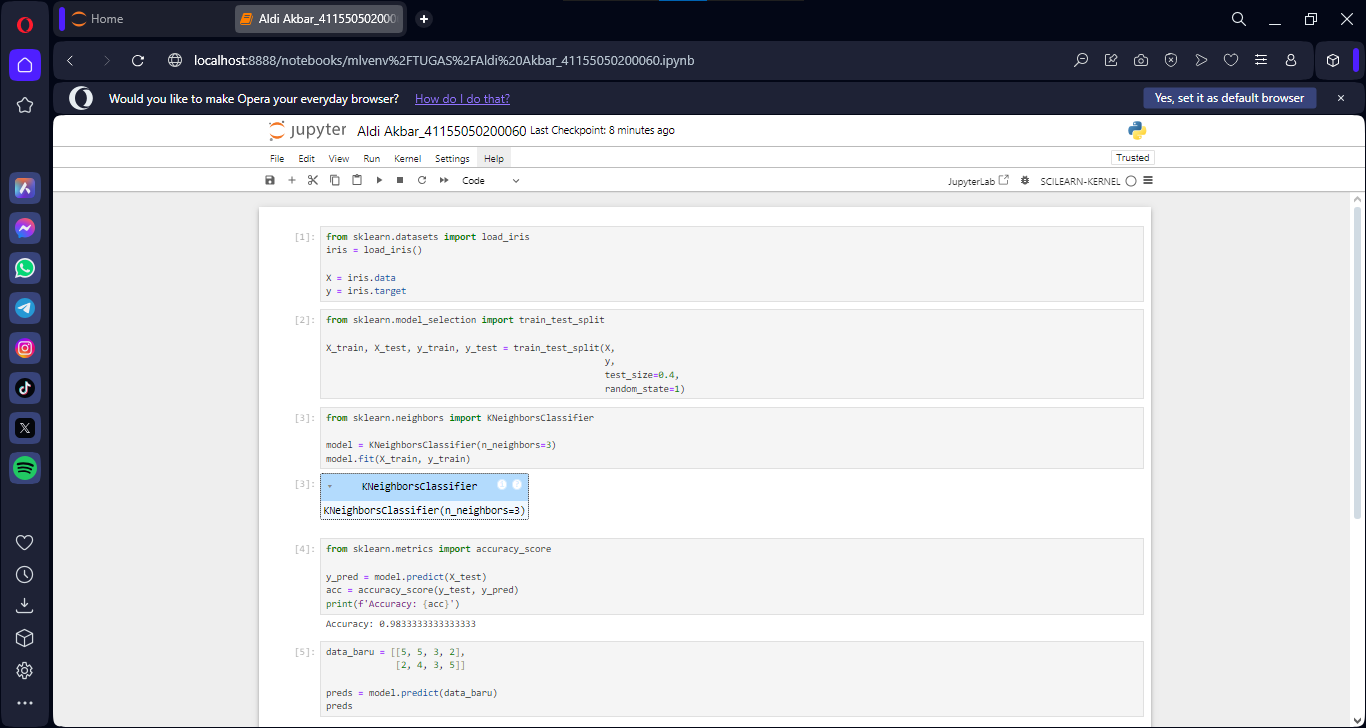 Home
Aldi Akbar_41155050200
localhost:8888/notebooks/mlvenv%2FTUGAS%2FAldi%20Akbar_41155050200060.ipynb
Would you like to make Opera your everyday browser? How do I do that?
Yes, set it as default browser
jupyter Aldi Akbar_41155050200060 Last Checkpoint: 8 minutes ago
File Edit View Run Kernel Settings Help
Trusted
Code
JupyterLab
SCILEARN-KERNEL
[1]: from sklearn.datasets import load_iris
iris = load_iris()
X = iris.data
y = iris.target
[2]: from sklearn.model_selection import train_test_split
X_train, X_test, y_train, y_test = train_test_split(X,
y,
test_size=0.4,
random_state=1)
[3]: from sklearn.neighbors import KNeighborsClassifier
model = KNeighborsClassifier(n_neighbors=3)
model.fit(X_train, y_train)
[3]: KNeighborsClassifier
KNeighborsClassifier(n_neighbors=3)
[4]: from sklearn.metrics import accuracy_score
y_pred = model.predict(X_test)
acc = accuracy_score(y_test, y_pred)
print(f'Accuracy: {acc}')
Accuracy: 0.9833333333333333
[5]: data_baru = [[5, 5, 3, 2],
[2, 4, 3, 5]]
preds = model.predict(data_baru)
preds